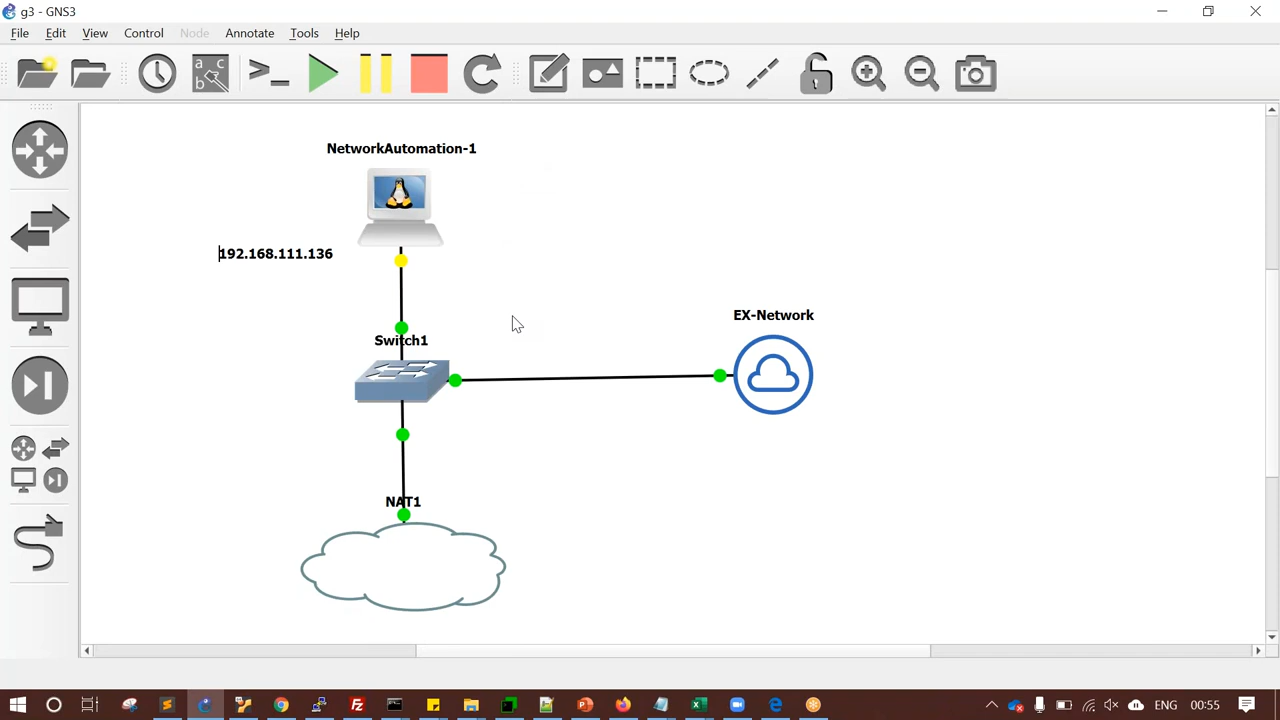 g3 - GNS3
File Edit View Control Node Annotate Tools Help
a c
b
NetworkAutomation-1
192.168.111.136
EX-Network
Switch1
NAT1
ENG 00:55